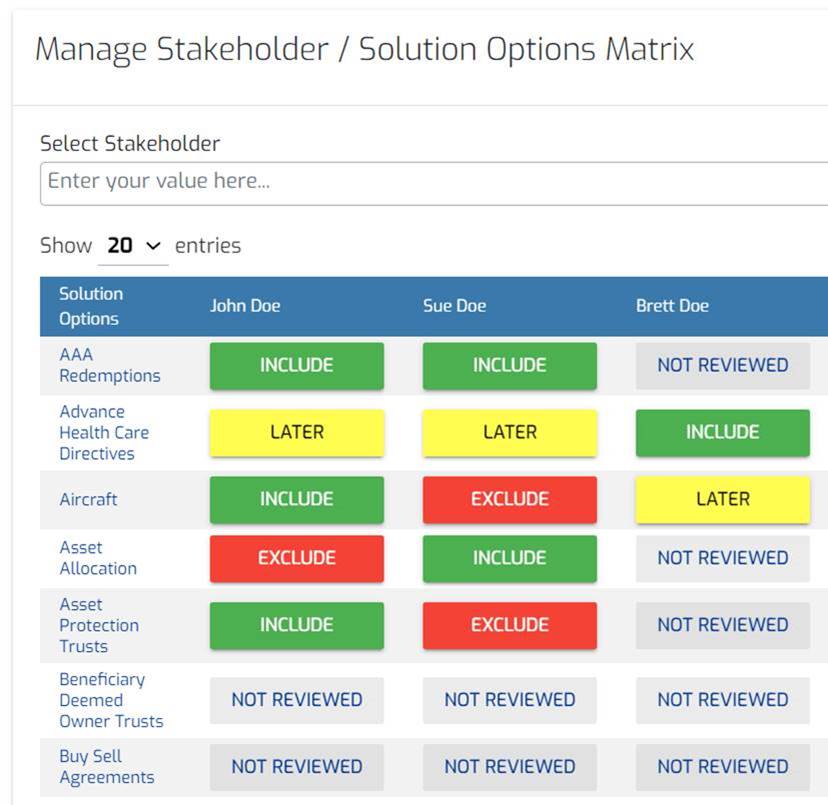 Manage Stakeholder / Solution Options Matrix
Select Stakeholder
Enter your value here...
Show 20 entries
Solution
Options
John Doe
Sue Doe
Brett Doe
AAA
Redemptions
INCLUDE
INCLUDE
NOT REVIEWED
Advance
Health Care
Directives
LATER
LATER
INCLUDE
Aircraft
INCLUDE
EXCLUDE
LATER
Asset
Allocation
EXCLUDE
INCLUDE
NOT REVIEWED
Asset
Protection
Trusts
INCLUDE
EXCLUDE
NOT REVIEWED
Beneficiary
Deemed
Owner Trusts
NOT REVIEWED
NOT REVIEWED
NOT REVIEWED
Buy Sell
Agreements
NOT REVIEWED
NOT REVIEWED
NOT REVIEWED